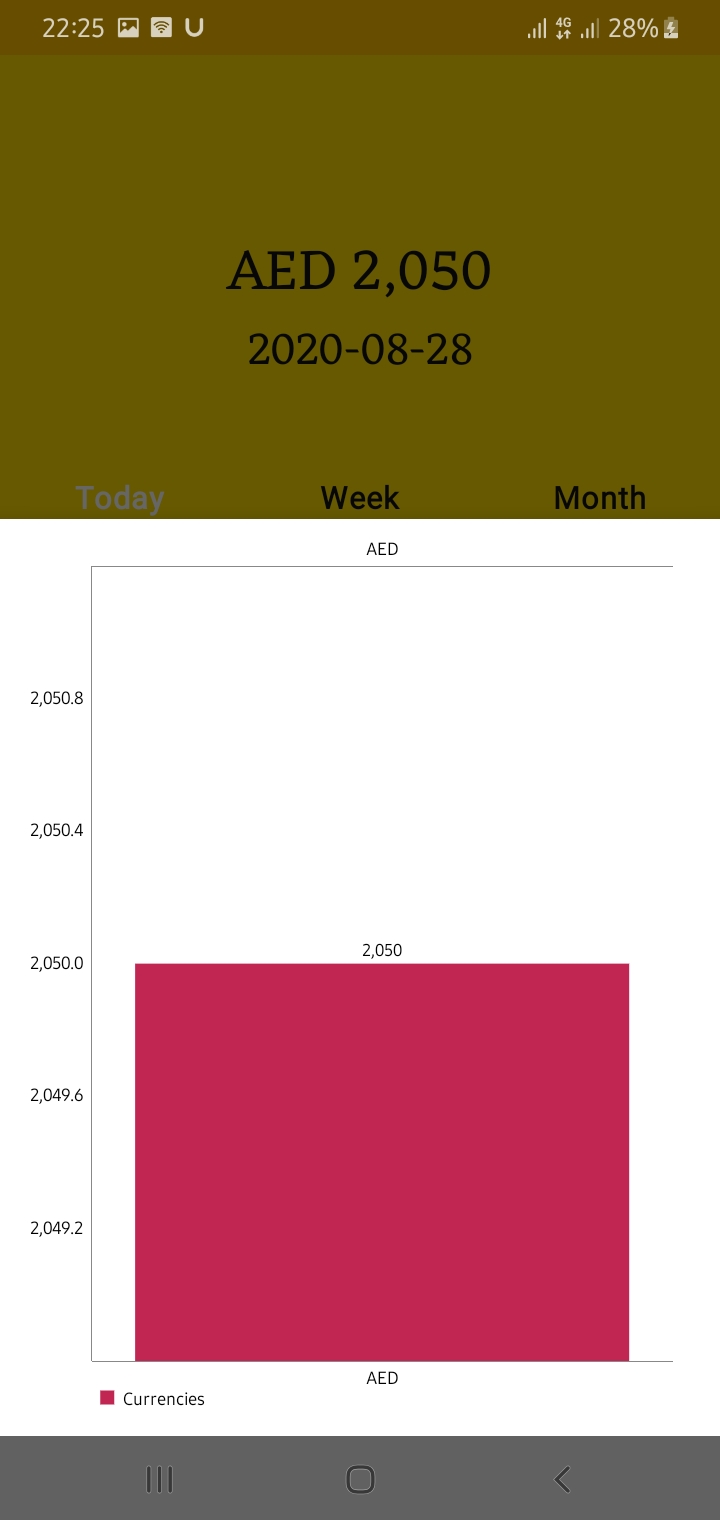 22:25 4G 28%
AED 2,050
2020-08-28
Today Week Month
AED
2,050.8
2,050.4
2,050
2,050.0
2,049.6
2,049.2
AED
Currencies